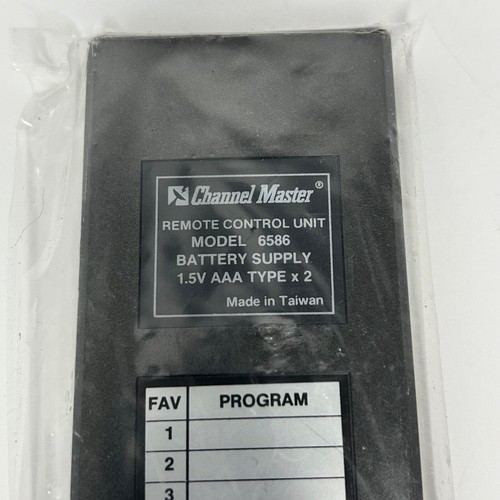 Channel Master®
REMOTE CONTROL UNIT
MODEL 6586
BATTERY SUPPLY
1.5V AAA TYPE x 2
Made in Taiwan
FAV PROGRAM
1
2
3